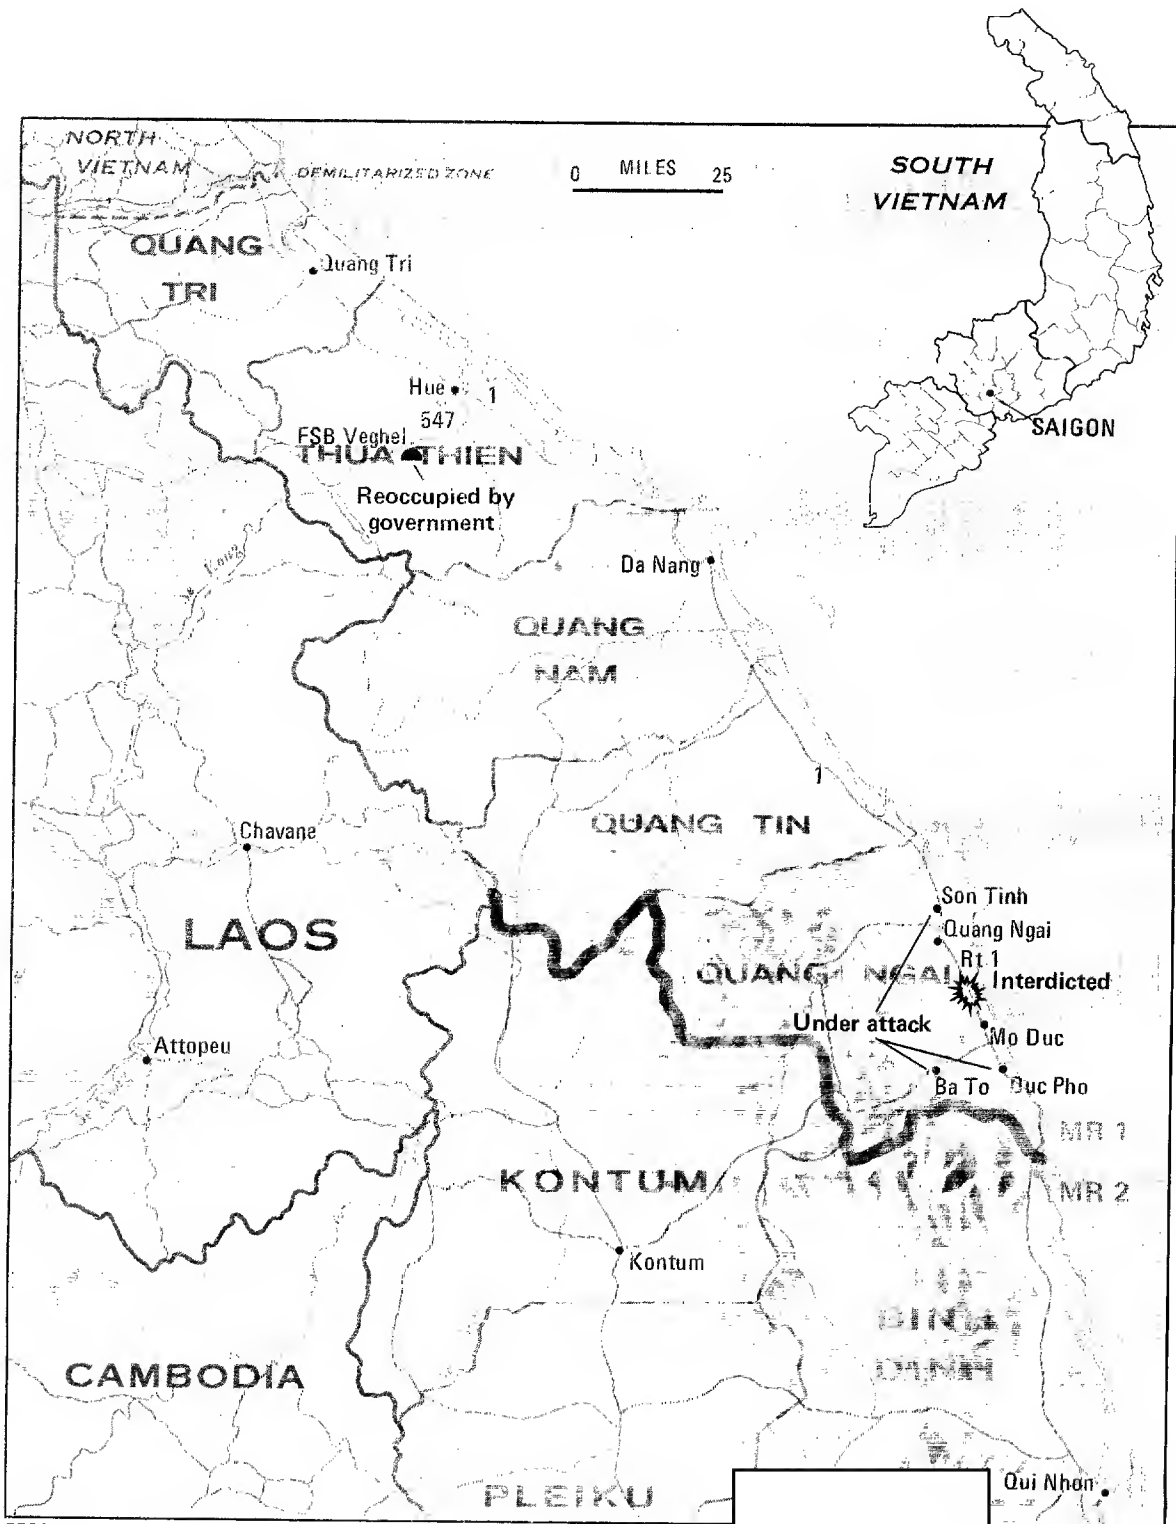 NORTH
VIETNAM
DEMILITARIZED ZONE
0 MILES 25
SOUTH
VIETNAM
QUANG
TRI
Quang Tri
Hue
1
547
FSB Veghel
THUA THIEN
Reoccupied by
government
SAIGON
Da Nang
QUANG
NAM
1
QUANG TIN
Chavane
LAOS
Son Tinh
Quang Ngai
Rt. 1
Interdicted
QUANG NGAI
Under attack
Mo Duc
Attopeu
Ba To
Duc Pho
MR 1
KONTUM
MR 2
Kontum
BINH
DINH
CAMBODIA
PLEIKU
Qui Nhon